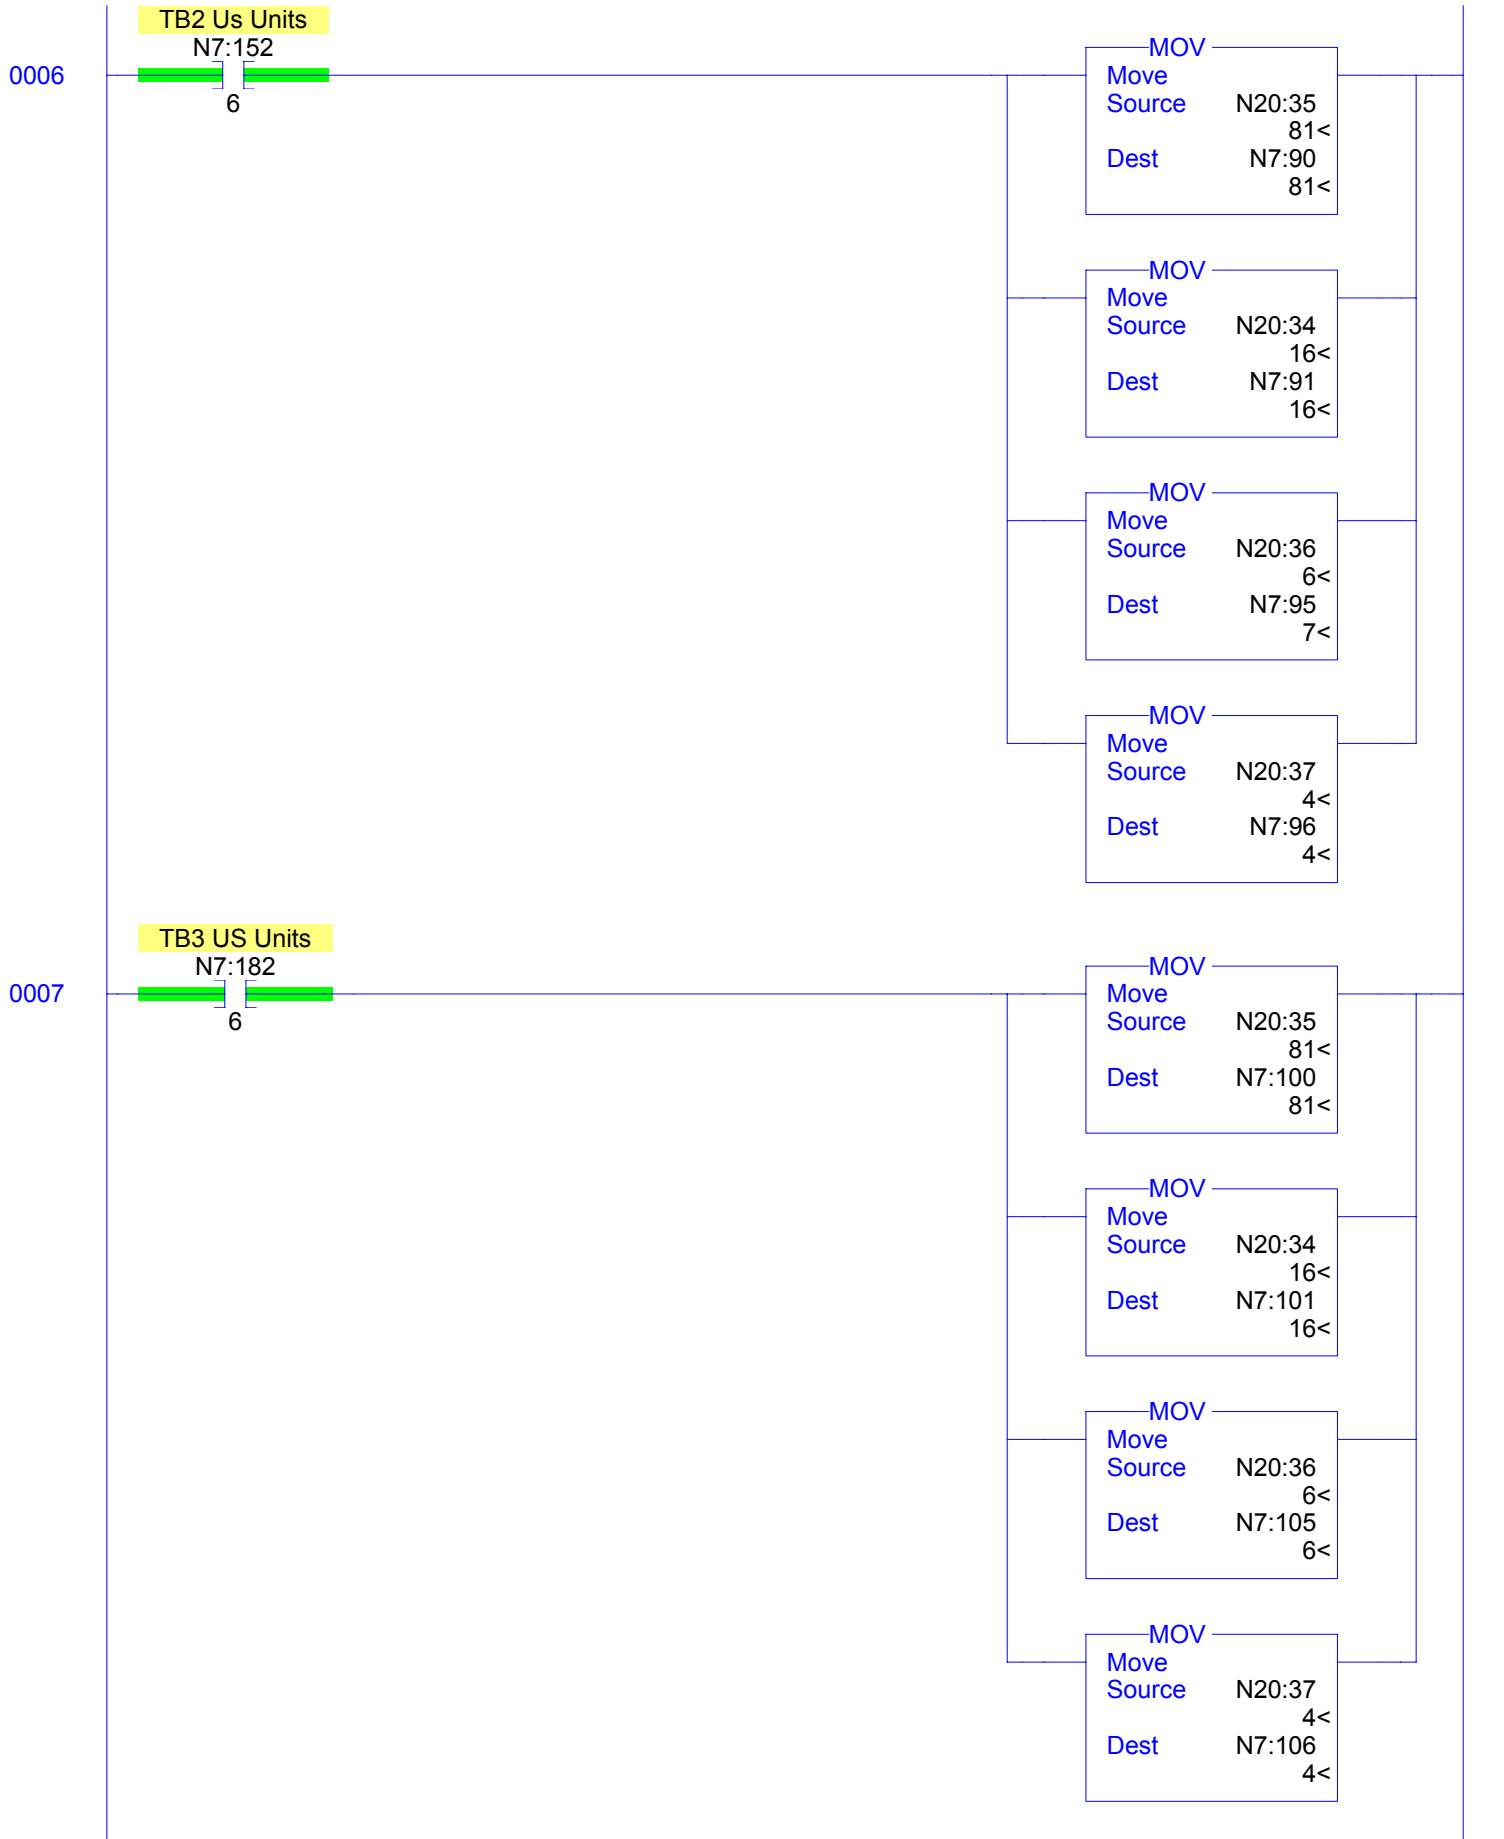 TB2 Us Units
N7:152
0006
6
MOV
Move
Source N20:35
81<
Dest N7:90
81<
MOV
Move
Source N20:34
16<
Dest N7:91
16<
MOV
Move
Source N20:36
6<
Dest N7:95
7<
MOV
Move
Source N20:37
4<
Dest N7:96
4<
TB3 US Units
N7:182
0007
6
MOV
Move
Source N20:35
81<
Dest N7:100
81<
MOV
Move
Source N20:34
16<
Dest N7:101
16<
MOV
Move
Source N20:36
6<
Dest N7:105
6<
MOV
Move
Source N20:37
4<
Dest N7:106
4<